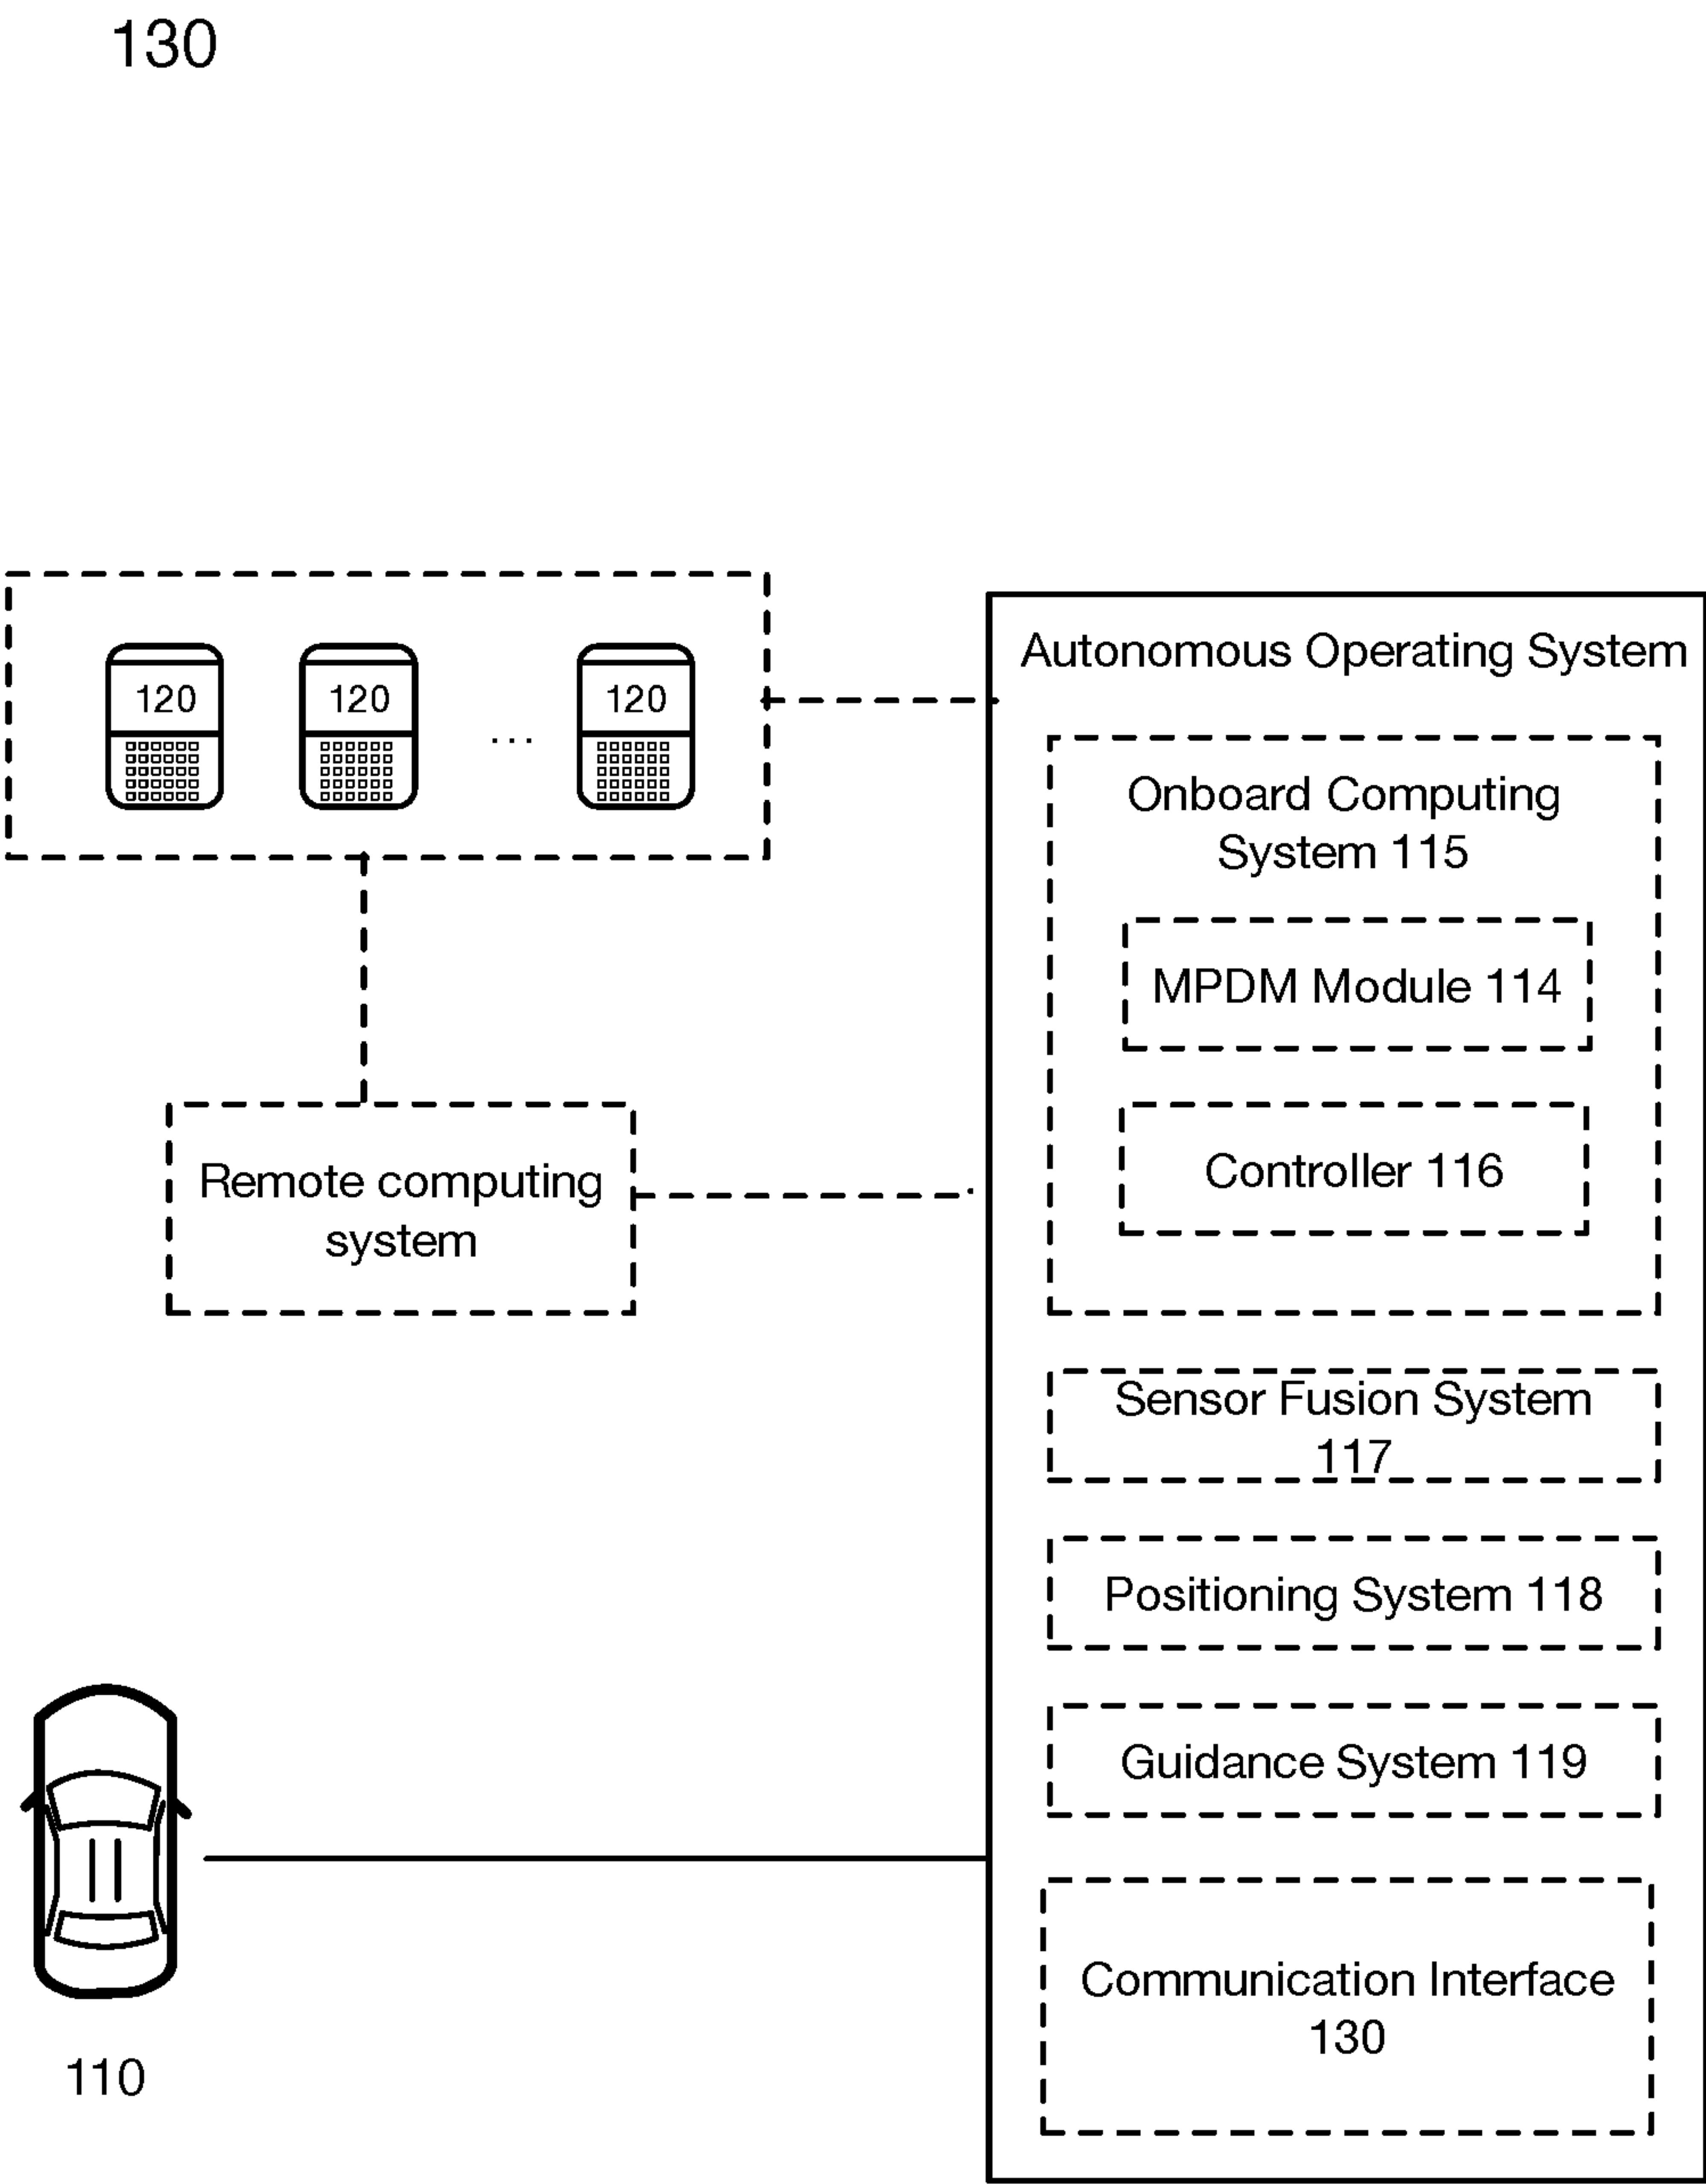 130
120
120
...
120
Autonomous Operating System
Onboard Computing
System 115
MPDM Module 114
Controller 116
Remote computing
system
Sensor Fusion System
117
Positioning System 118
Guidance System 119
Communication Interface
130
110